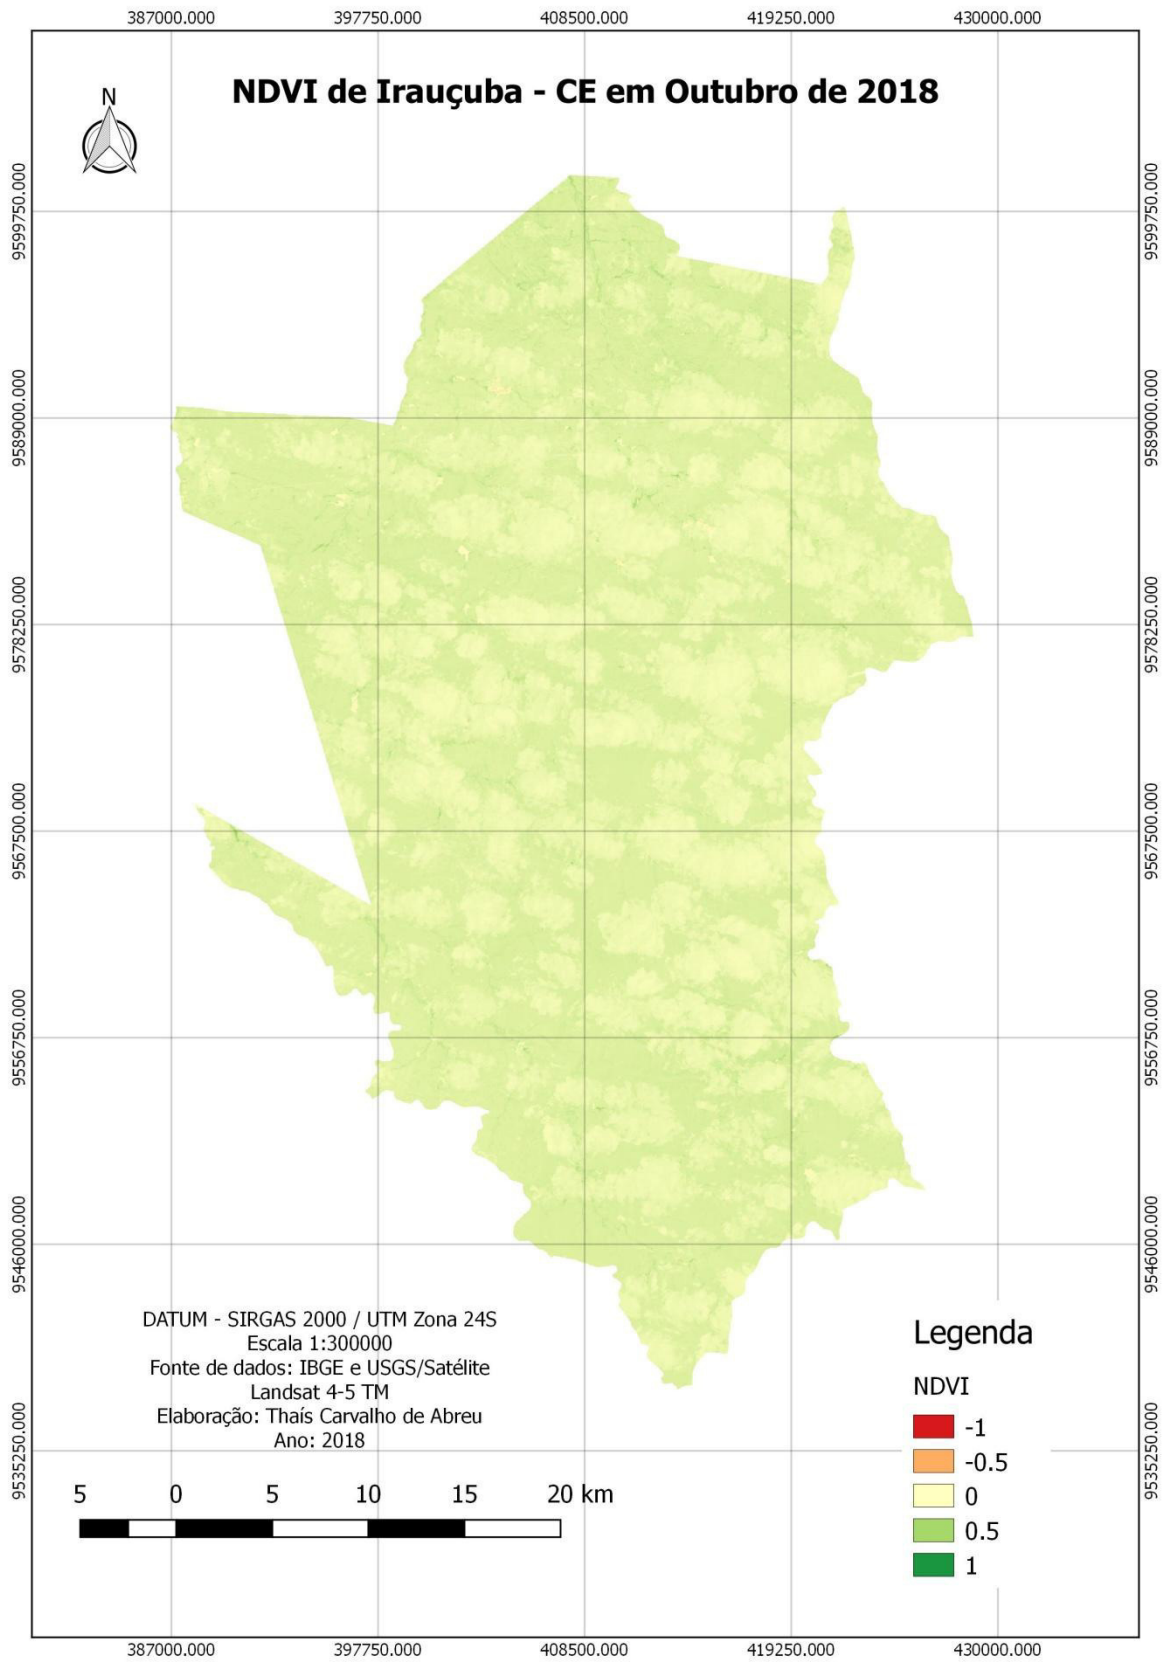 387000.000 397750.000 408500.000 419250.000 430000.000
NDVI de Irauçuba - CE em Outubro de 2018
N
9599750.000 9599750.000
9589000.000 9589000.000
9578250.000 9578250.000
9567500.000 9567500.000
9556750.000 9556750.000
9546000.000 9546000.000
9535250.000 9535250.000
DATUM - SIRGAS 2000 / UTM Zona 24S
Escala 1:300000
Fonte de dados: IBGE e USGS/Satélite
Landsat 4-5 TM
Elaboração: Thaís Carvalho de Abreu
Ano: 2018
5 0 5 10 15 20 km
Legenda
NDVI
-1
-0.5
0
0.5
1
387000.000 397750.000 408500.000 419250.000 430000.000